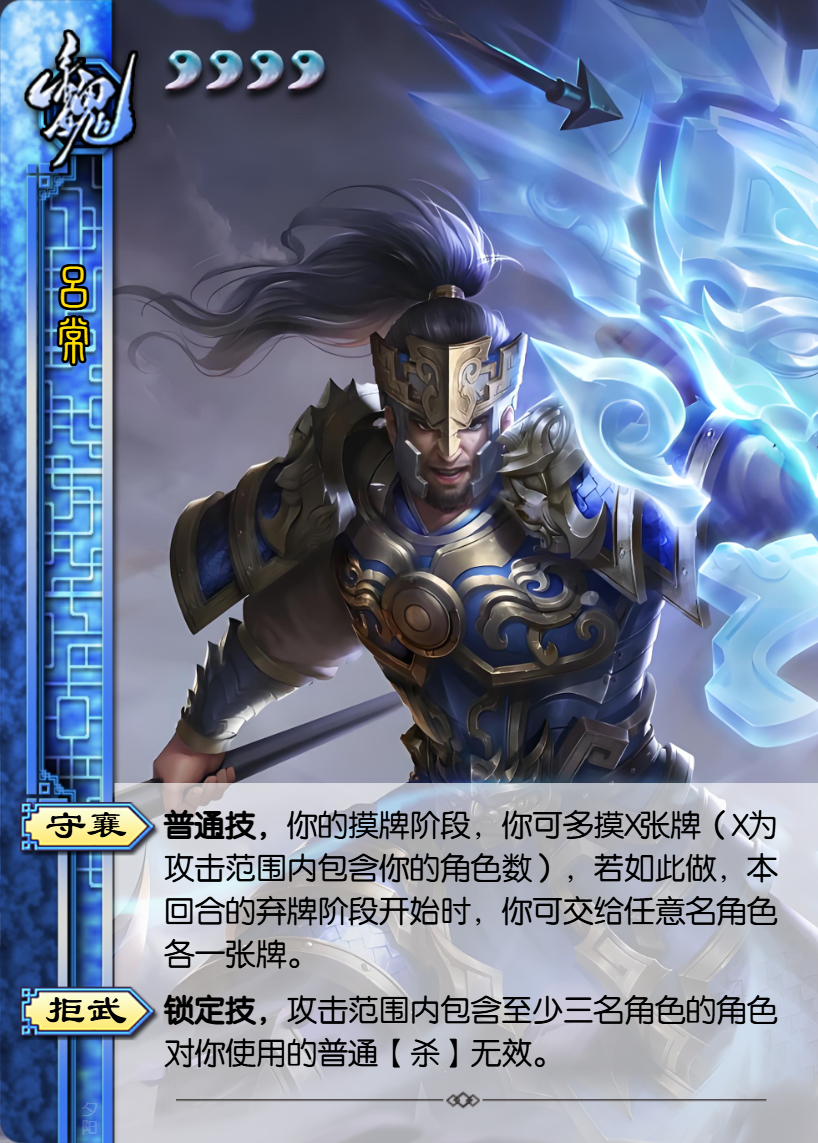 魏
吕常
守襄
普通技，你的摸牌阶段，你可多摸X张牌（X为
攻击范围内包含你的角色数），若如此做，本
回合的弃牌阶段开始时，你可交给任意名角色
各一张牌。
拒武
锁定技，攻击范围内包含至少三名角色的角色
对你使用的普通【杀】无效。
夕阳